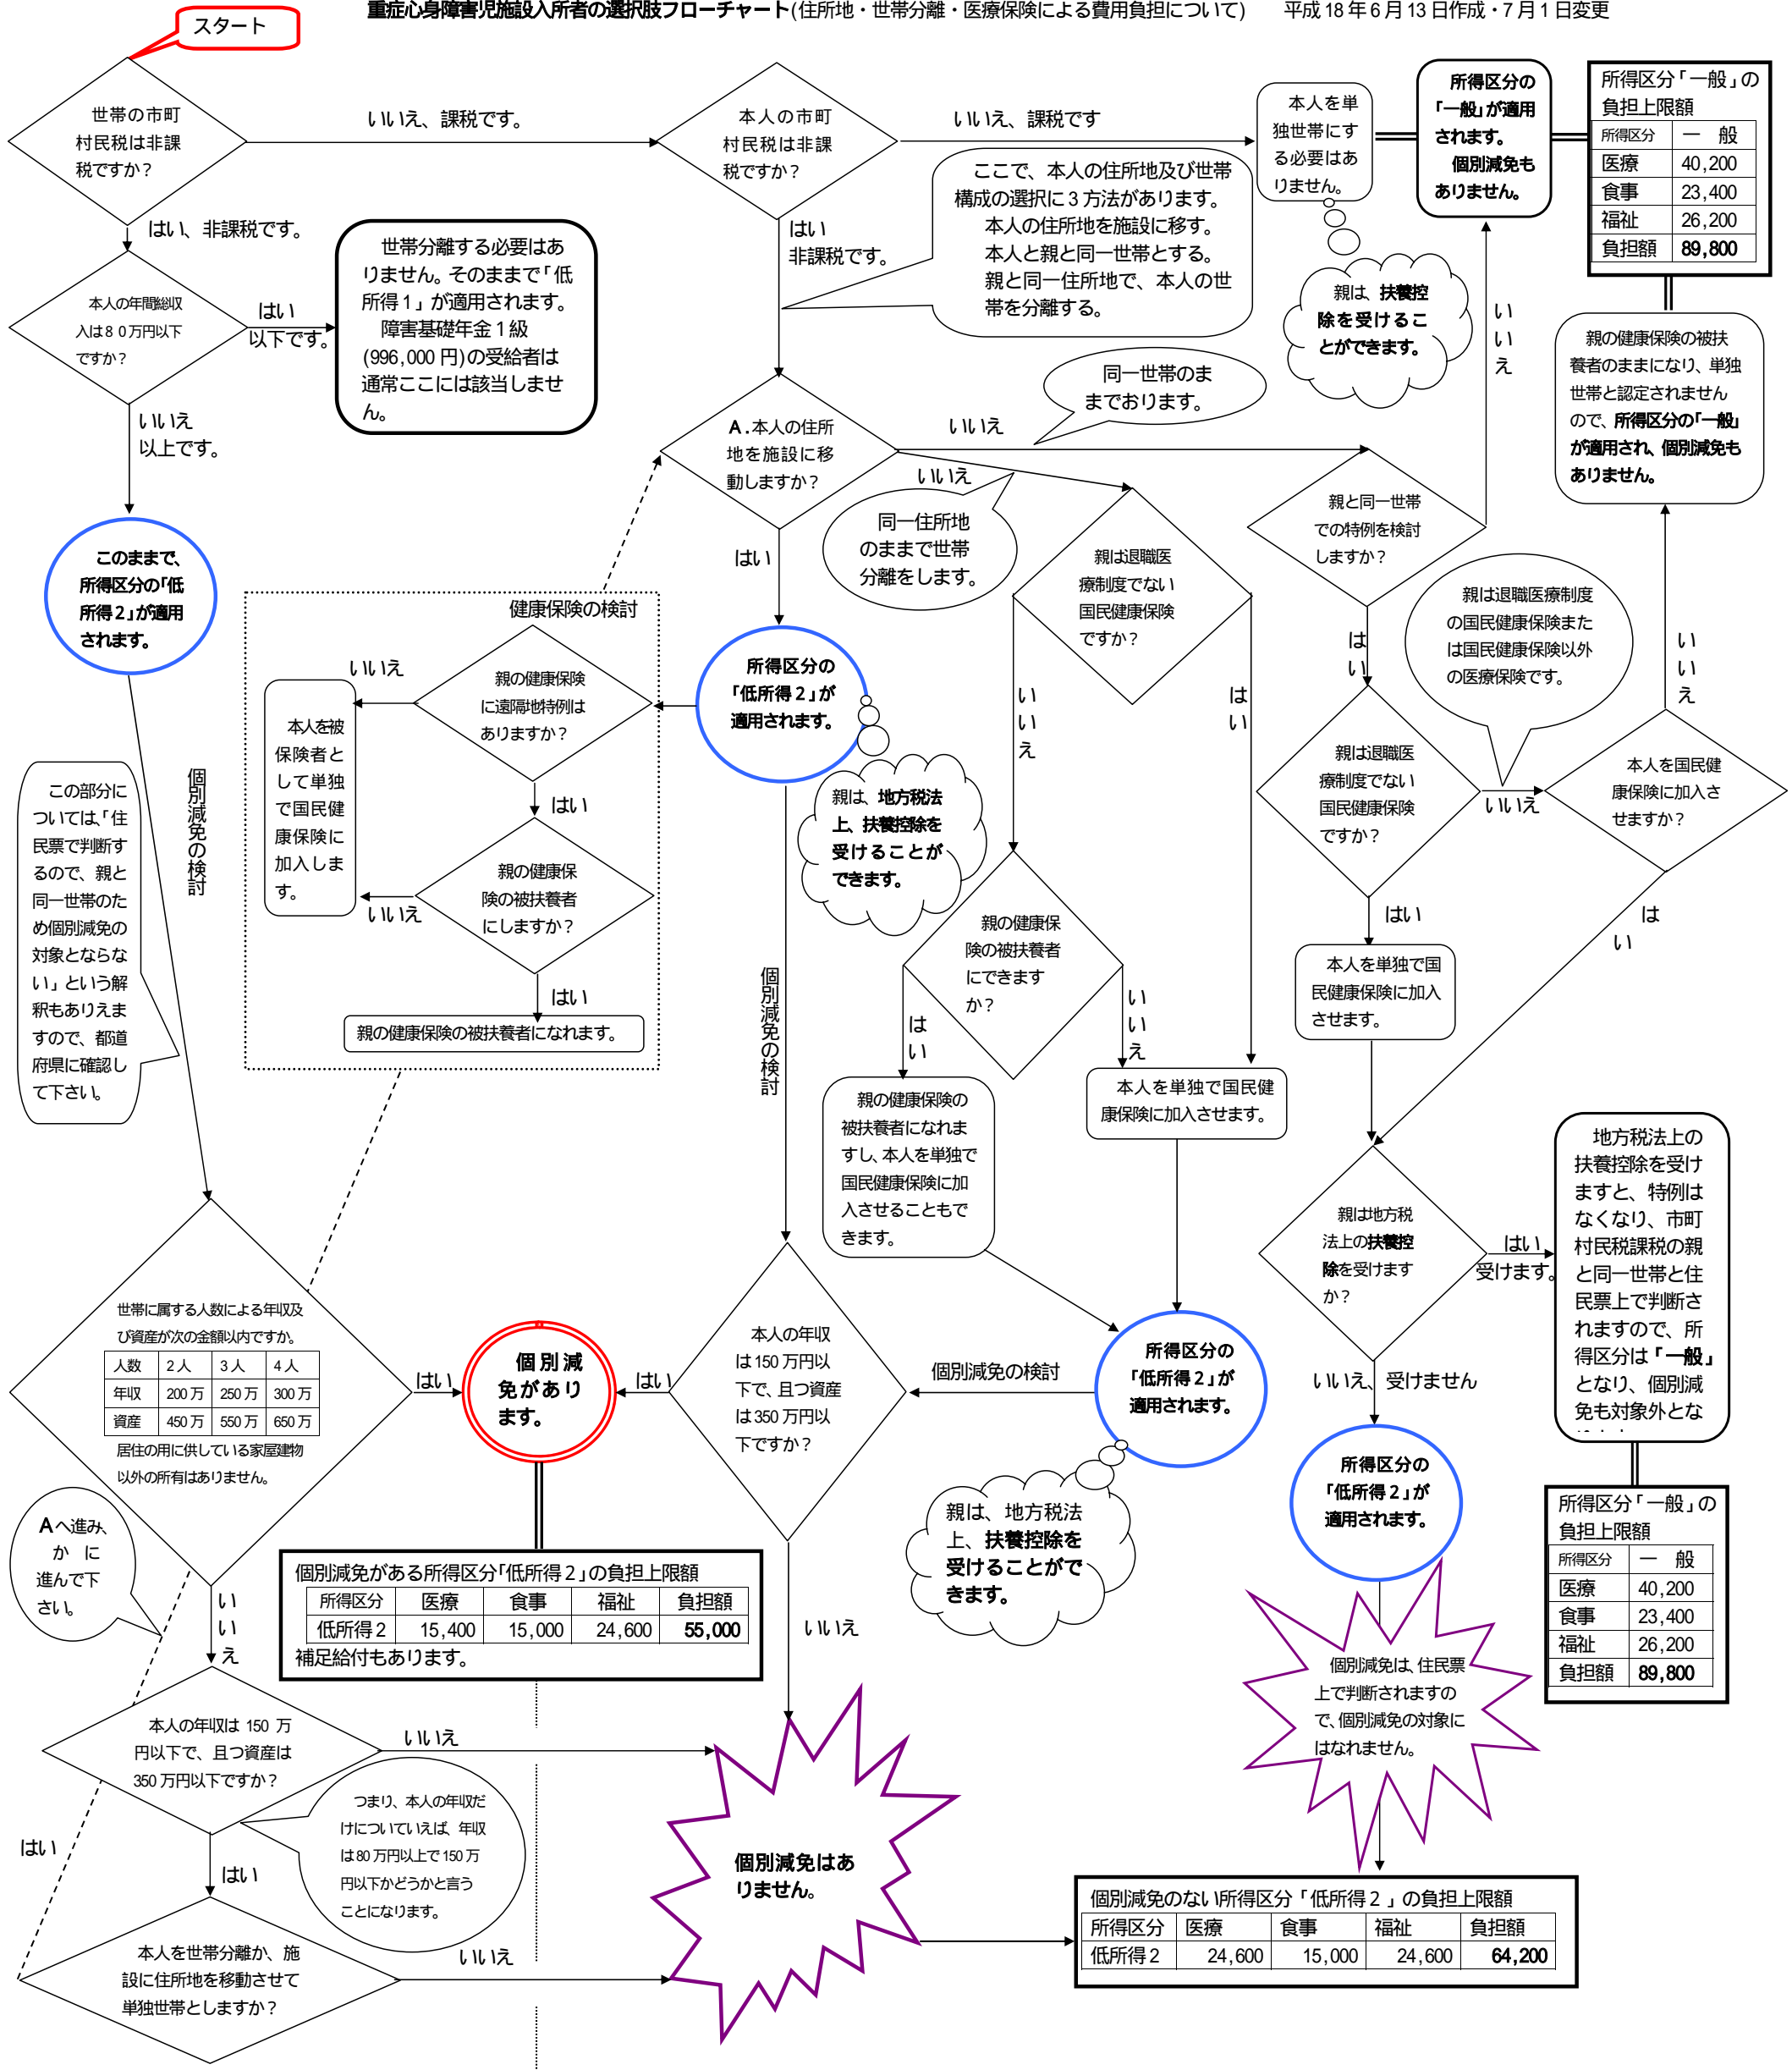 重症心身障害児施設入所者の選択肢フローチャート(住所地・世帯分離・医療保険による費用負担について)　平成18年6月13日作成・7月1日変更
スタート
世帯の市町
村民税は非課
税ですか？
いいえ、課税です。
本人の市町
村民税は非課
税ですか？
いいえ、課税です
本人を単
独世帯にす
る必要はあ
りません。
所得区分の
「一般」が適用
されます。
個別減免も
ありません。
所得区分「一般」の
負担上限額
所得区分 一　般
医療 40,200
食事 23,400
福祉 26,200
負担額 89,800
はい、非課税です。
世帯分離する必要はあ
りません。そのままで「低
所得1」が適用されます。
障害基礎年金1級
(996,000円)の受給者は
通常ここには該当しませ
ん。
はい
非課税です。
ここで、本人の住所地及び世帯
構成の選択に3方法があります。
本人の住所地を施設に移す。
本人と親と同一世帯とする。
親と同一住所地で、本人の世
帯を分離する。
親は、扶養控
除を受けるこ
とができます。
いいえ
本人の年間総収
入は80万円以下
ですか？
はい
以下です。
親の健康保険の被扶
養者のままになり、単独
世帯と認定されません
ので、所得区分の「一般」
が適用され、個別減免も
ありません。
同一世帯のま
までおります。
いいえ
以上です。
A.本人の住所
地を施設に移
動しますか？
いいえ
いいえ
同一住所地
のままで世帯
分離をします。
親と同一世帯
での特例を検討
しますか？
このままで、
所得区分の「低
所得2」が適用
されます。
はい
親は退職医
療制度でない
国民健康保険
ですか？
親は退職医療制度
の国民健康保険また
は国民健康保険以外
の医療保険です。
健康保険の検討
はい
いいえ
いいえ
親の健康保険
に遠隔地特例は
ありますか？
所得区分の
「低所得2」が
適用されます。
いいえ
はい
本人を被
保険者と
して単独
で国民健
康保険に
加入しま
す。
親は退職医
療制度でない
国民健康保険
ですか？
いいえ
本人を国民健
康保険に加入さ
せますか？
個別減免の検討
この部分に
ついては、「住
民票で判断す
るので、親と
同一世帯のた
め個別減免の
対象とならな
い」という解
釈もありえま
すので、都道
府県に確認し
て下さい。
はい
親は、地方税法
上、扶養控除を
受けることが
できます。
親の健康保
険の被扶養者
にしますか？
いいえ
はい
はい
親の健康保
険の被扶養者
にできます
か？
個別減免の検討
本人を単独で国
民健康保険に加入
させます。
はい
親の健康保険の被扶養者になれます。
はい
いいえ
親の健康保険の
被扶養者になれま
すし、本人を単独で
国民健康保険に加
入させることもで
きます。
本人を単独で国民健
康保険に加入させます。
地方税法上の
扶養控除を受け
ますと、特例は
なくなり、市町
村民税課税の親
と同一世帯と住
民票上で判断さ
れますので、所
得区分は「一般」
となり、個別減
免も対象外とな
親は地方税
法上の扶養控
除を受けます
か？
はい
受けます。
世帯に属する人数による年収及
び資産が次の金額以内ですか。
人数 2人 3人 4人
年収 200万 250万 300万
資産 450万 550万 650万
居住の用に供している家屋建物
以外の所有はありません。
はい
個別減
免があり
ます。
はい
本人の年収
は150万円以
下で、且つ資産
は350万円以
下ですか？
個別減免の検討
所得区分の
「低所得2」が
適用されます。
いいえ、受けません
所得区分の
「低所得2」が
適用されます。
所得区分「一般」の
負担上限額
所得区分 一　般
医療 40,200
食事 23,400
福祉 26,200
負担額 89,800
Aへ進み、
か　に
進んで下
さい。
親は、地方税法
上、扶養控除を
受けることがで
きます。
個別減免がある所得区分「低所得2」の負担上限額
所得区分 医療 食事 福祉 負担額
低所得2 15,400 15,000 24,600 55,000
補足給付もあります。
いいえ
いいえ
個別減免は、住民票
上で判断されますの
で、個別減免の対象に
はなれません。
本人の年収は150万
円以下で、且つ資産は
350万円以下ですか？
いいえ
つまり、本人の年収だ
けについていえば、年収
は80万円以上で150万
円以下かどうかと言う
ことになります。
はい
はい
個別減免はあ
りません。
個別減免のない所得区分「低所得2」の負担上限額
所得区分 医療 食事 福祉 負担額
低所得2 24,600 15,000 24,600 64,200
本人を世帯分離か、施
設に住所地を移動させて
単独世帯としますか？
いいえ